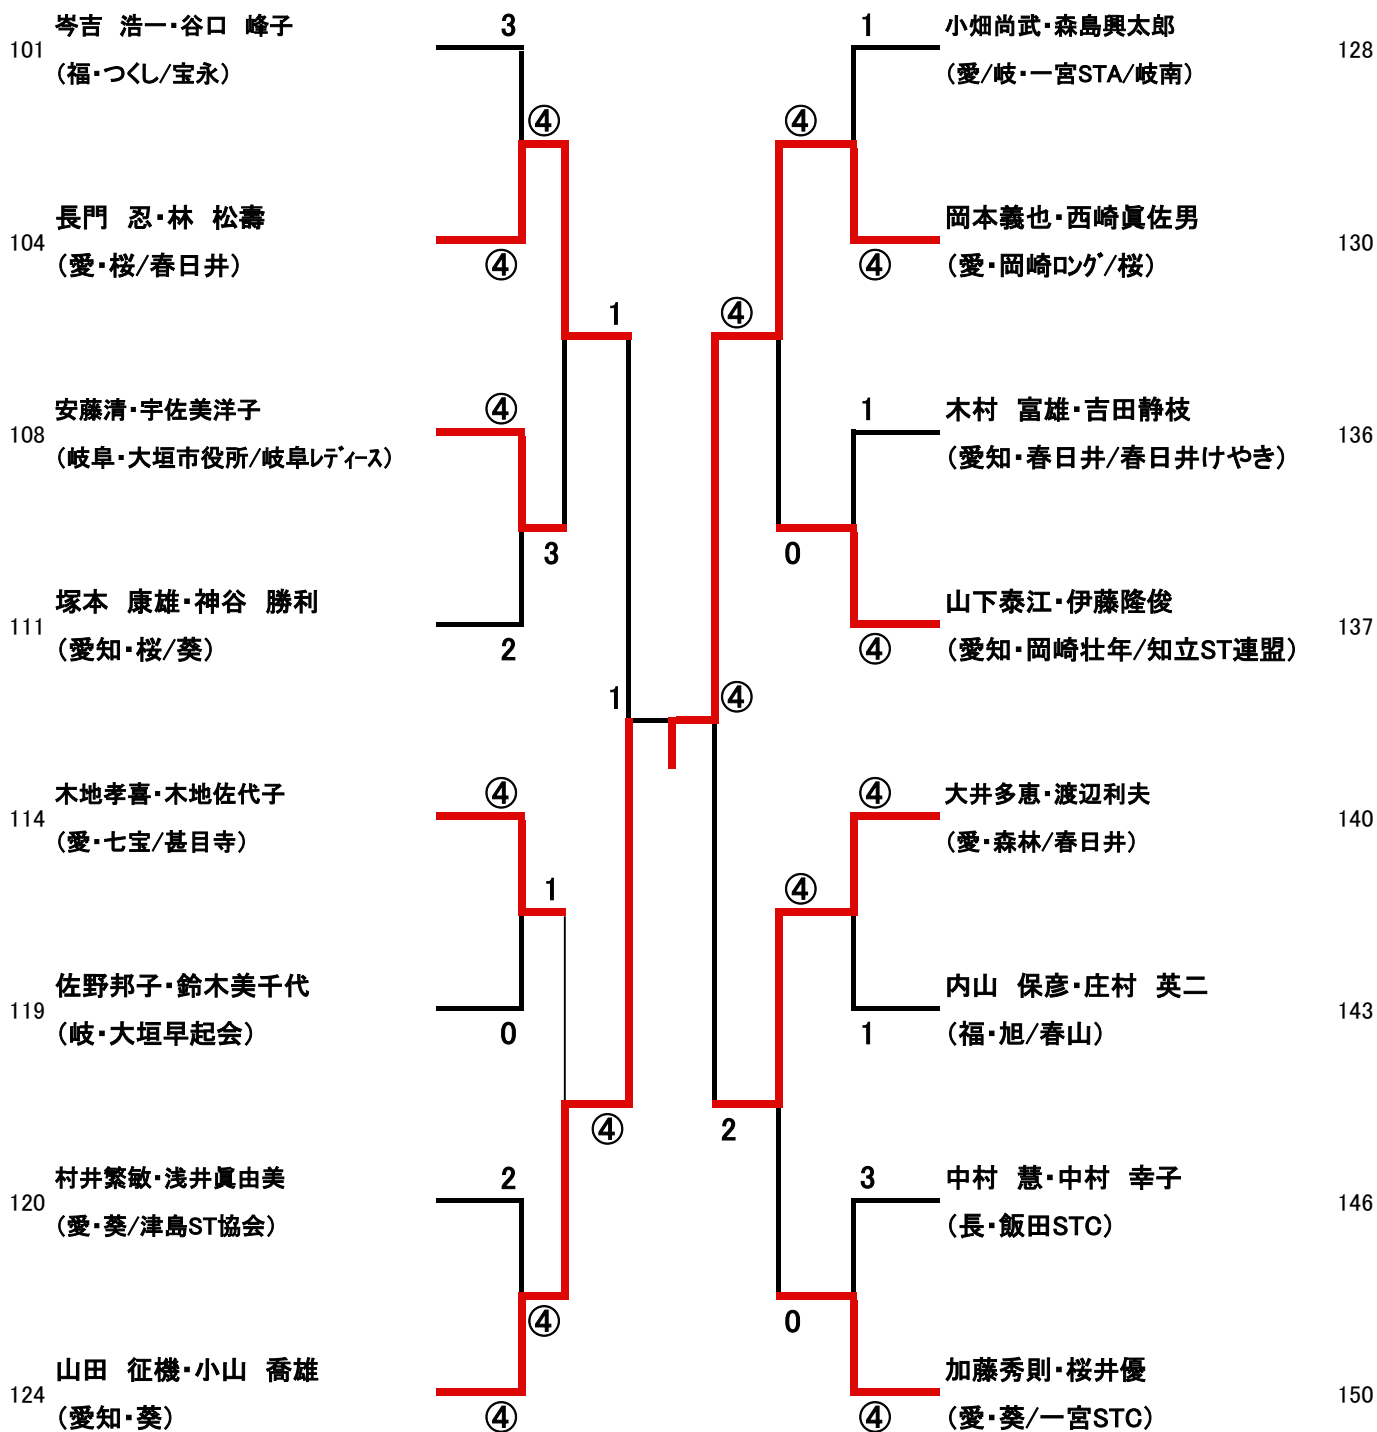 岑吉　浩一・谷口　峰子
3
101
(福・つくし/宝永)
④
長門　忍・林　松壽
104
(愛・桜/春日井)
④
1
安藤清・宇佐美洋子
④
108
(岐阜・大垣市役所/岐阜レディース)
3
塚本　康雄・神谷　勝利
111
(愛知・桜/葵)
2
1
木地孝喜・木地佐代子
④
114
(愛・七宝/甚目寺)
1
佐野邦子・鈴木美千代
119
(岐・大垣早起会)
0
④
村井繁敏・浅井眞由美
2
120
(愛・葵/津島ST協会)
④
山田　征機・小山　喬雄
124
(愛知・葵)
④
1
小畑尚武・森島興太郎
128
(愛/岐・一宮STA/岐南)
④
岡本義也・西崎眞佐男
130
④
(愛・岡崎ロング/桜)
④
1
木村　富雄・吉田静枝
136
(愛知・春日井/春日井けやき)
0
山下泰江・伊藤隆俊
137
④
(愛知・岡崎壮年/知立ST連盟)
④
④
大井多恵・渡辺利夫
140
(愛・森林/春日井)
④
内山　保彦・庄村　英二
143
1
(福・旭/春山)
2
3
中村　慧・中村　幸子
146
(長・飯田STC)
0
加藤秀則・桜井優
150
④
(愛・葵/一宮STC)